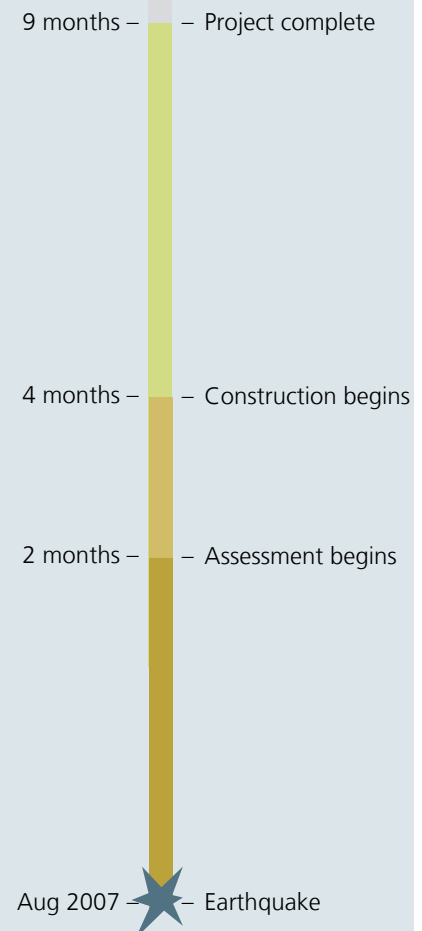 9 months – – Project complete
4 months – – Construction begins
2 months – – Assessment begins
Aug 2007 – – Earthquake